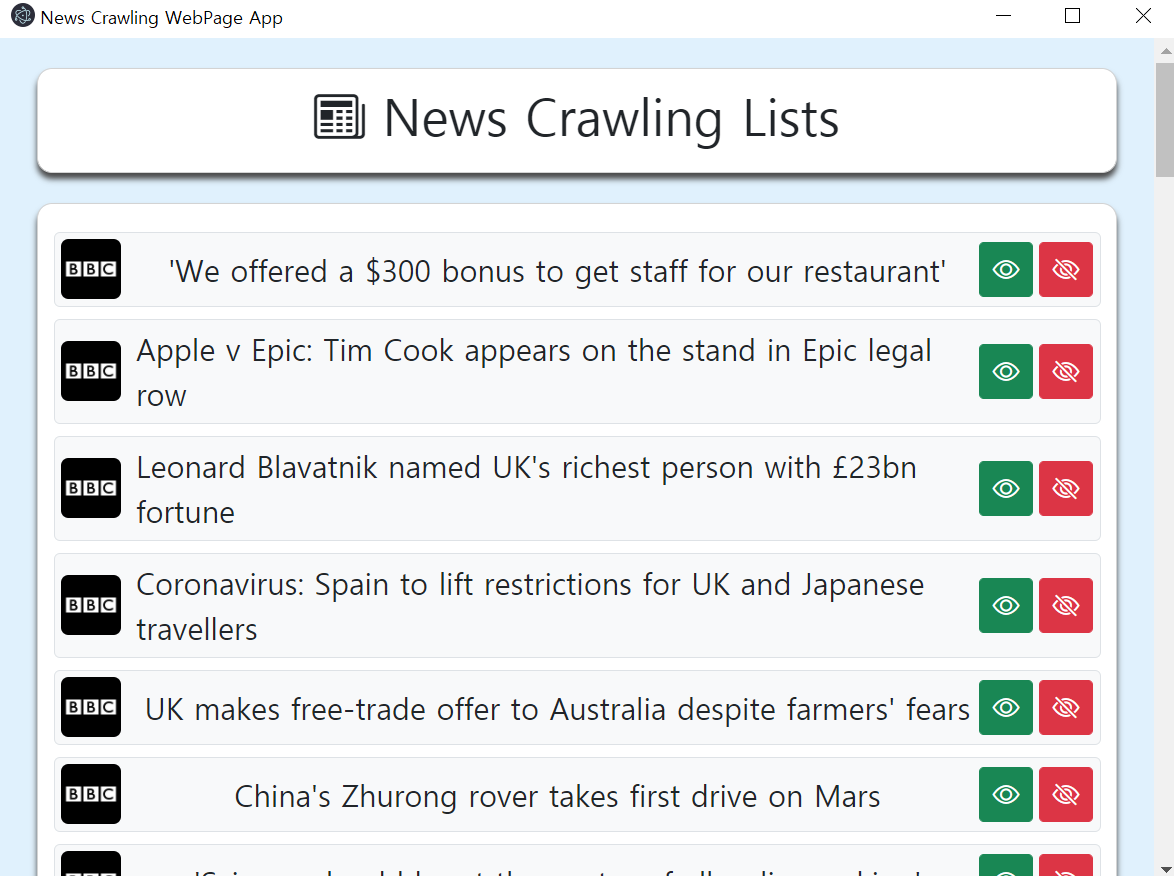 News Crawling WebPage App
News Crawling Lists
BBC
'We offered a $300 bonus to get staff for our restaurant'
BBC
Apple v Epic: Tim Cook appears on the stand in Epic legal
row
BBC
Leonard Blavatnik named UK's richest person with £23bn
fortune
BBC
Coronavirus: Spain to lift restrictions for UK and Japanese
travellers
BBC
UK makes free-trade offer to Australia despite farmers' fears
BBC
China's Zhurong rover takes first drive on Mars